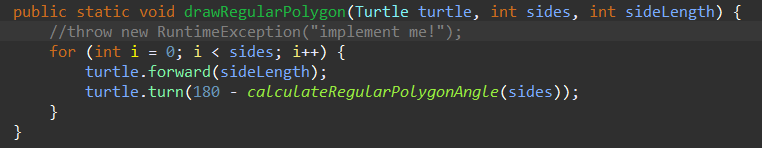 public static void drawRegularPolygon(Turtle turtle, int sides, int sideLength) {
    //throw new RuntimeException("implement me!");
    for (int i = 0; i < sides; i++) {
        turtle.forward(sideLength);
        turtle.turn(180 - calculateRegularPolygonAngle(sides));
    }
}